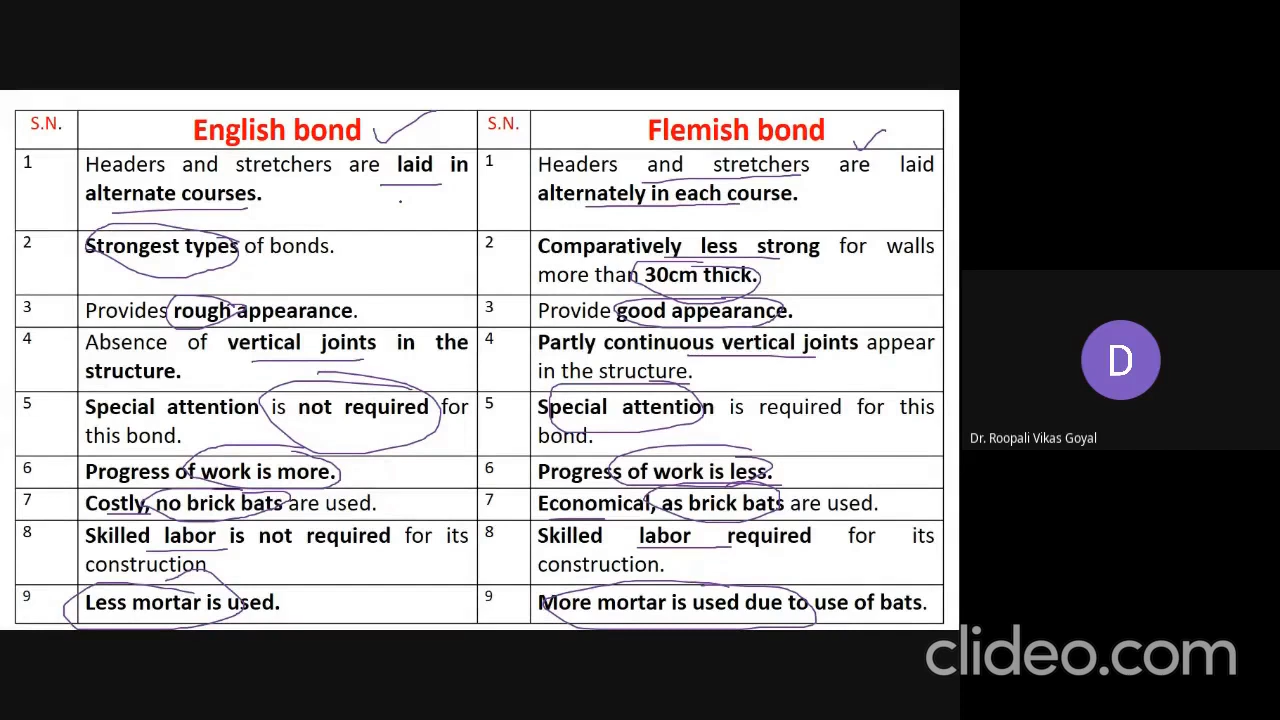 S.N. English bond S.N. Flemish bond
1 Headers and stretchers are laid in alternate courses. 1 Headers and stretchers are laid alternately in each course.
2 Strongest types of bonds. 2 Comparatively less strong for walls more than 30cm thick.
3 Provides rough appearance. 3 Provide good appearance.
4 Absence of vertical joints in the structure. 4 Partly continuous vertical joints appear in the structure.
5 Special attention is not required for this bond. 5 Special attention is required for this bond.
6 Progress of work is more. 6 Progress of work is less.
7 Costly, no brick bats are used. 7 Economical, as brick bats are used.
8 Skilled labor is not required for its construction 8 Skilled labor required for its construction.
9 Less mortar is used. 9 More mortar is used due to use of bats.
D
Dr. Roopali Vikas Goyal
clideo.com